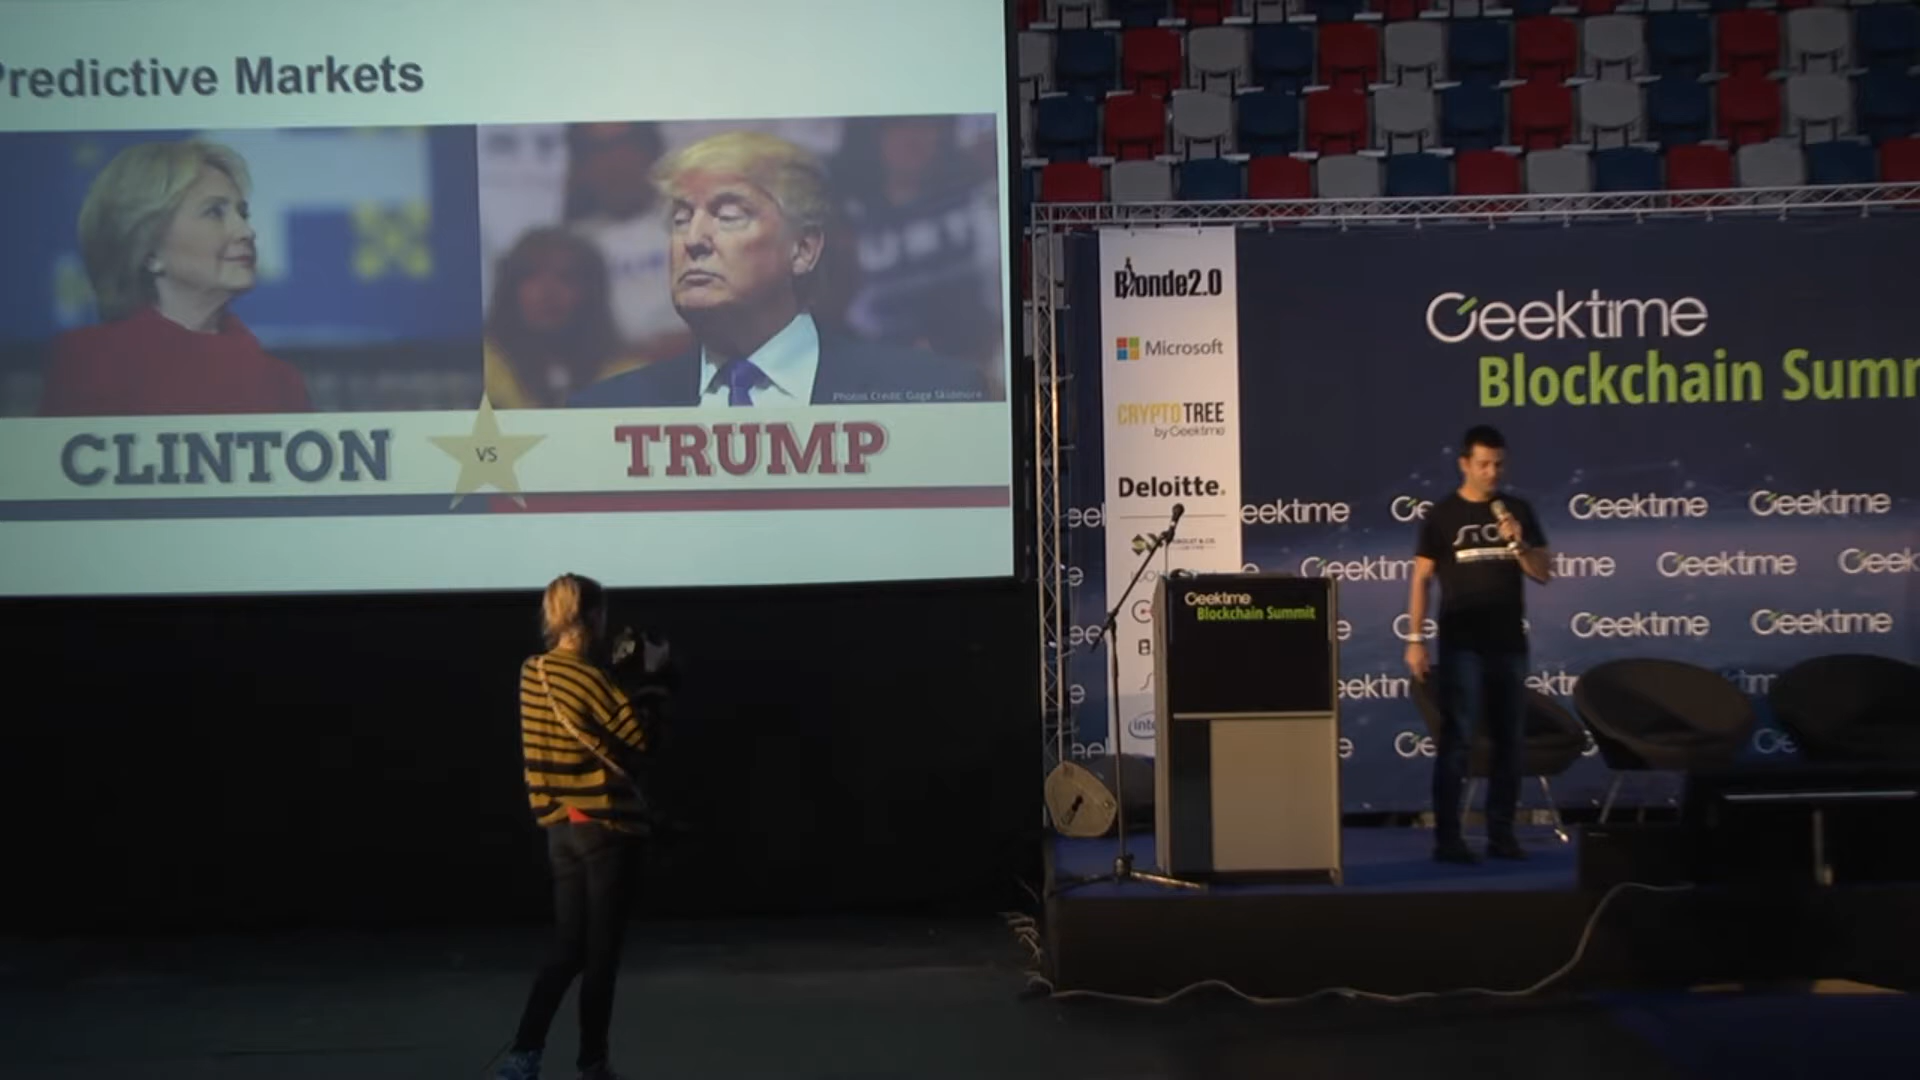 Predictive Markets
Photos Credit: Gage Skidmore
CLINTON
VS
TRUMP
Blonde2.0
Microsoft
CRYPTO TREE
by Geektime
Deloitte.
Geektime
Blockchain Summ
eektime
Geektime
Geektime
Geektime
Geektime
Geektime
Geektime
Geektime
Geektime
Blockchain Summit